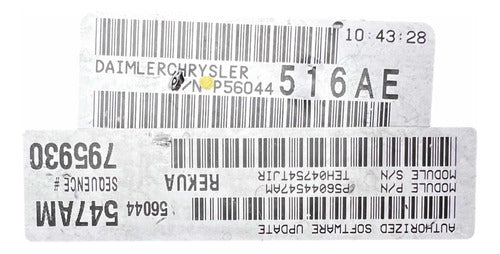 10:43:28
DAIMLERCHRYSLER
P/N P56044 516AE
AUTHORIZED SOFTWARE UPDATE
MODULE P/N P56044547AM
MODULE S/N TEH04754TJIR
56044 547AM
REKUA
SEQUENCE # 795930